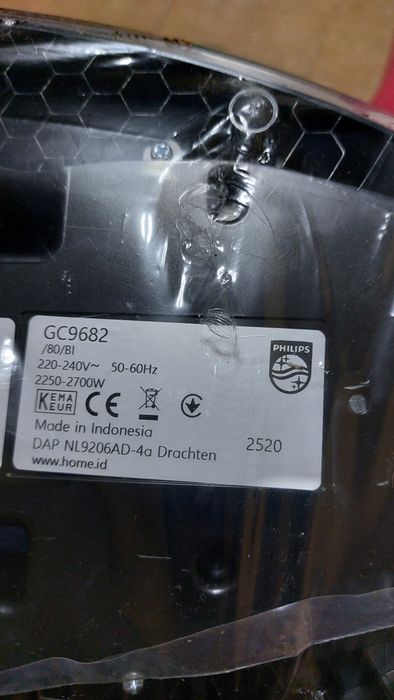 GC9682
/80/BI
220-240V~ 50-60Hz
2250-2700W
KEMA
KEUR
CE
Made in Indonesia
DAP NL9206AD-4a Drachten
2520
www.home.id
PHILIPS